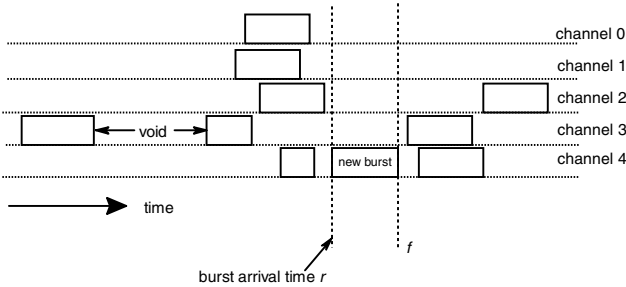 channel 0
channel 1
channel 2
void
channel 3
new burst
channel 4
time
f
burst arrival time r